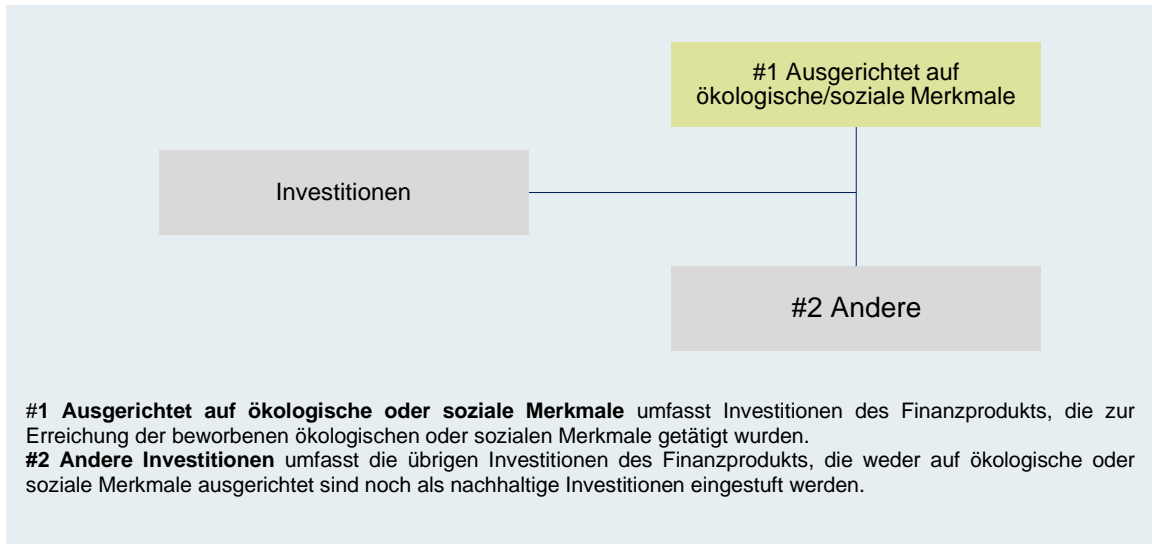 #1 Ausgerichtet auf
ökologische/soziale Merkmale
Investitionen
#2 Andere
#1 Ausgerichtet auf ökologische oder soziale Merkmale umfasst Investitionen des Finanzprodukts, die zur
Erreichung der beworbenen ökologischen oder sozialen Merkmale getätigt wurden.
#2 Andere Investitionen umfasst die übrigen Investitionen des Finanzprodukts, die weder auf ökologische oder
soziale Merkmale ausgerichtet sind noch als nachhaltige Investitionen eingestuft werden.